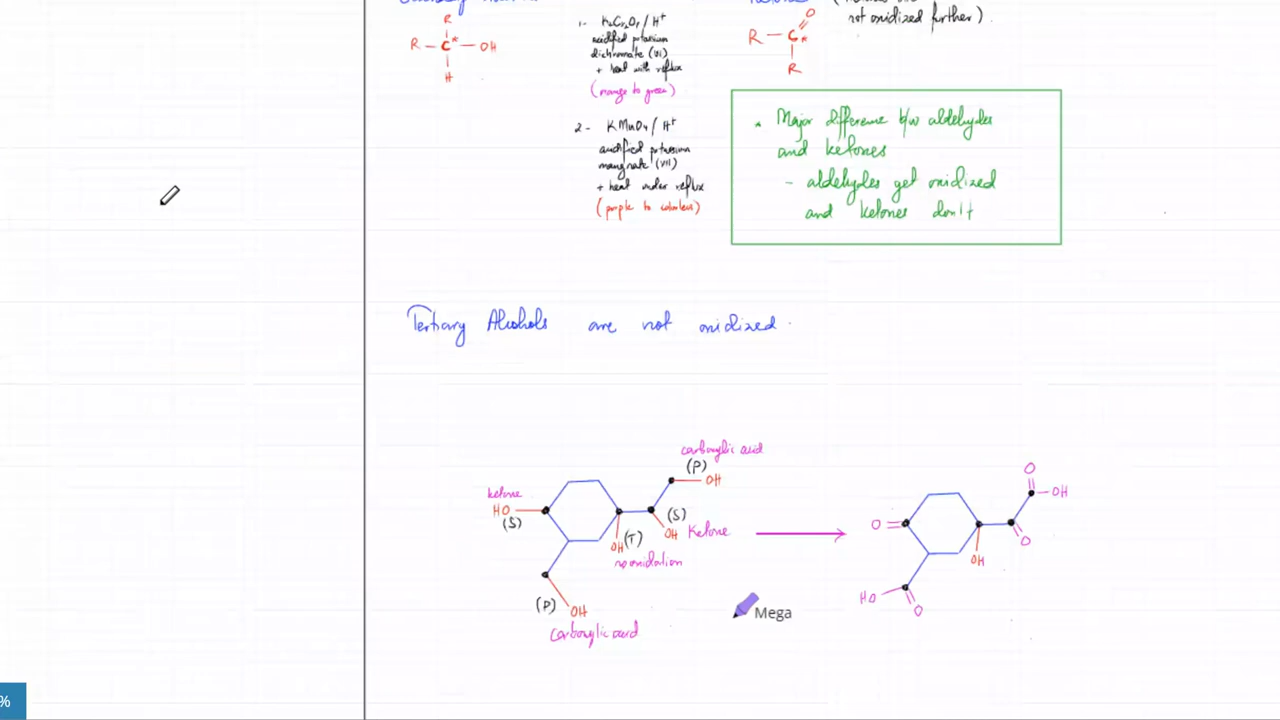 not oxidized further)
R
R – C* – OH
H
1- K2Cr2O7 / H+
acidified potassium
dichromate (VI)
+ heat with reflux
(orange to green)
2- KMnO4 / H+
acidified potassium
manganate (VII)
+ heat under reflux
(purple to colorless)
O
R – C*
R
* Major difference b/w aldehydes
and ketones
- aldehydes get oxidized
and ketones don't
Tertiary Alcohols are not oxidized.
carboxylic acid
(P)
OH
ketone
HO
(S)
(S)
OH Ketone
OH (T)
no oxidation
(P) OH
carboxylic acid
O
OH
O
O
OH
HO
O
Mega
%